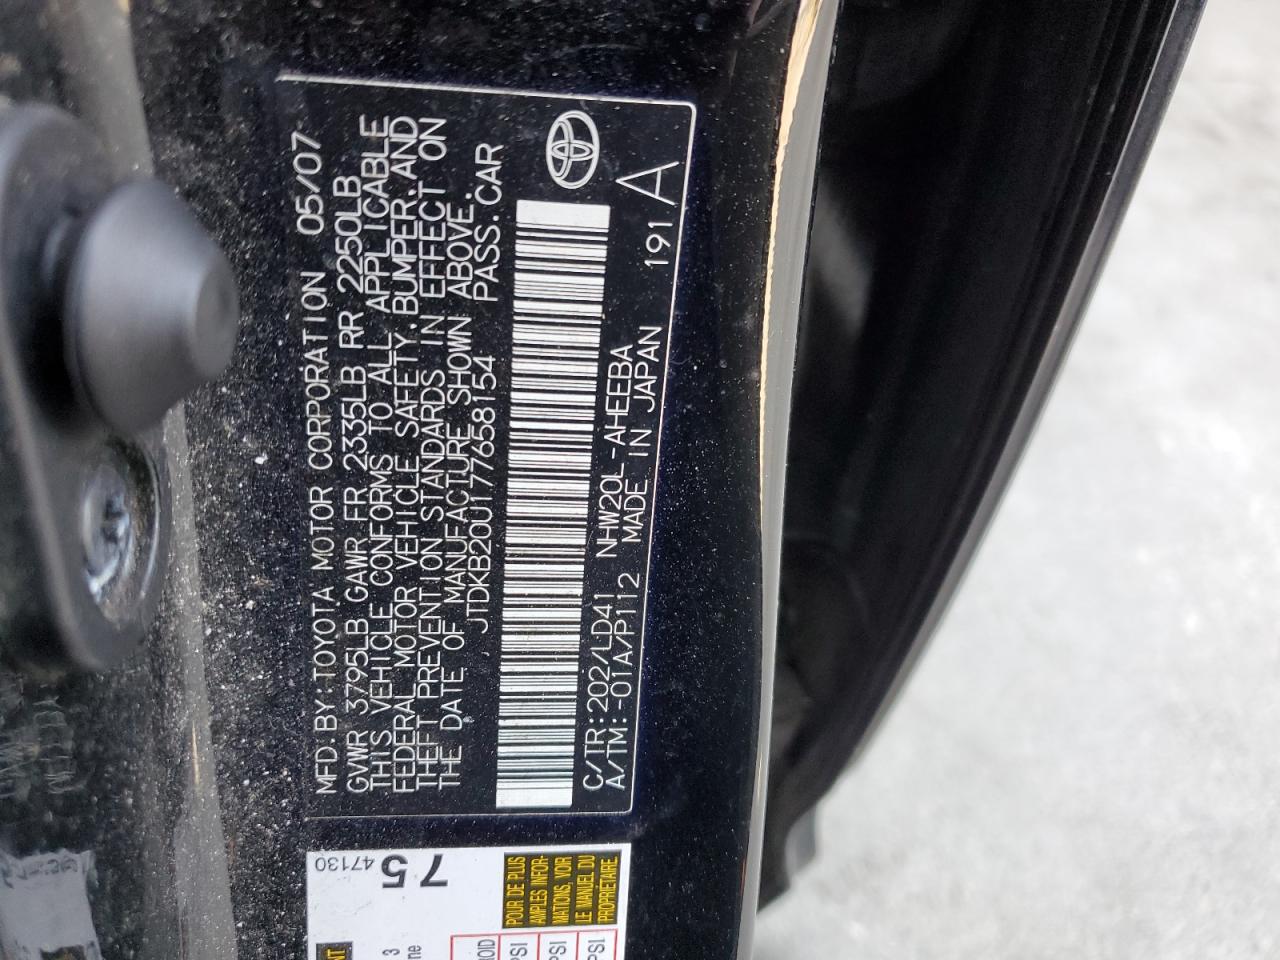 MFD.BY:TOYOTA MOTOR CORPORATION 05/07
GVWR 3795LB GAWR FR 2335LB RR 2250LB
THIS VEHICLE CONFORMS TO ALL APPLICABLE
FEDERAL MOTOR VEHICLE SAFETY,BUMPER,AND
THEFT PREVENTION STANDARDS IN EFFECT ON
THE DATE OF MANUFACTURE SHOWN ABOVE.
JTDKB20U177658154 PASS.CAR
C/TR:202/LD41 NHW20L-AHEEBA 191 A
A/TM:-01A/P112 MADE IN JAPAN
47130
75
POUR DE PLUS
AMPLES INFOR-
MATIONS, VOIR
LE MANUEL DU
PROPRIÉTAIRE
3
PSI
PSI
PSI